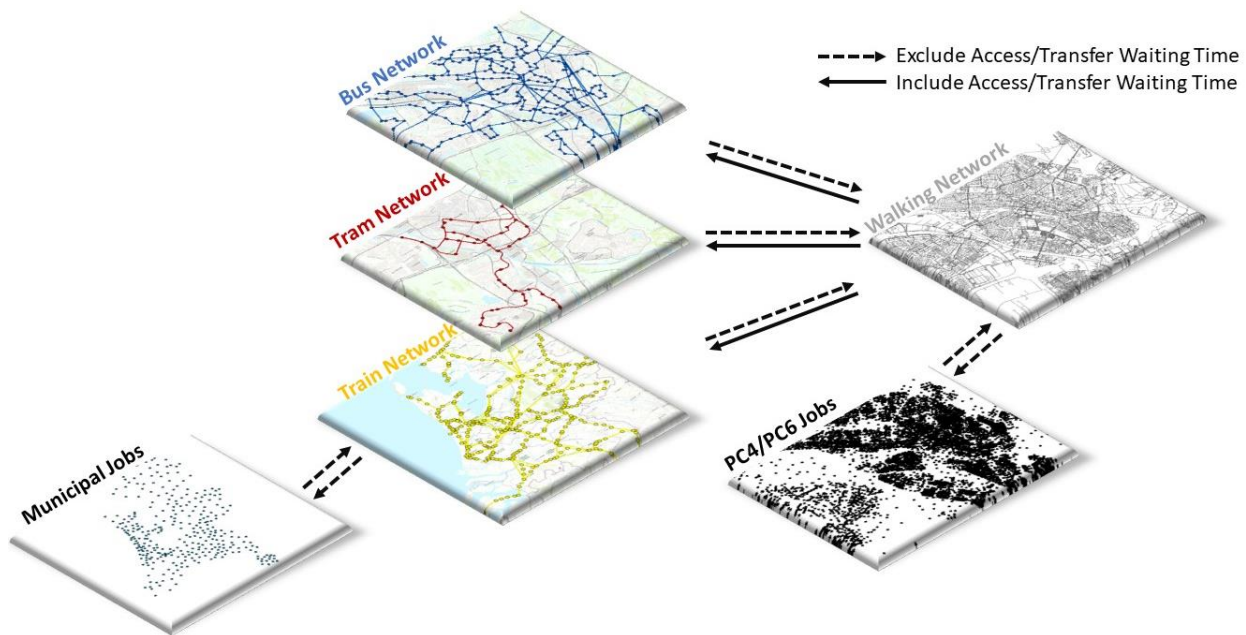 Bus Network
Exclude Access/Transfer Waiting Time
Include Access/Transfer Waiting Time
Tram Network
Walking Network
Train Network
Municipal Jobs
PC4/PC6 Jobs